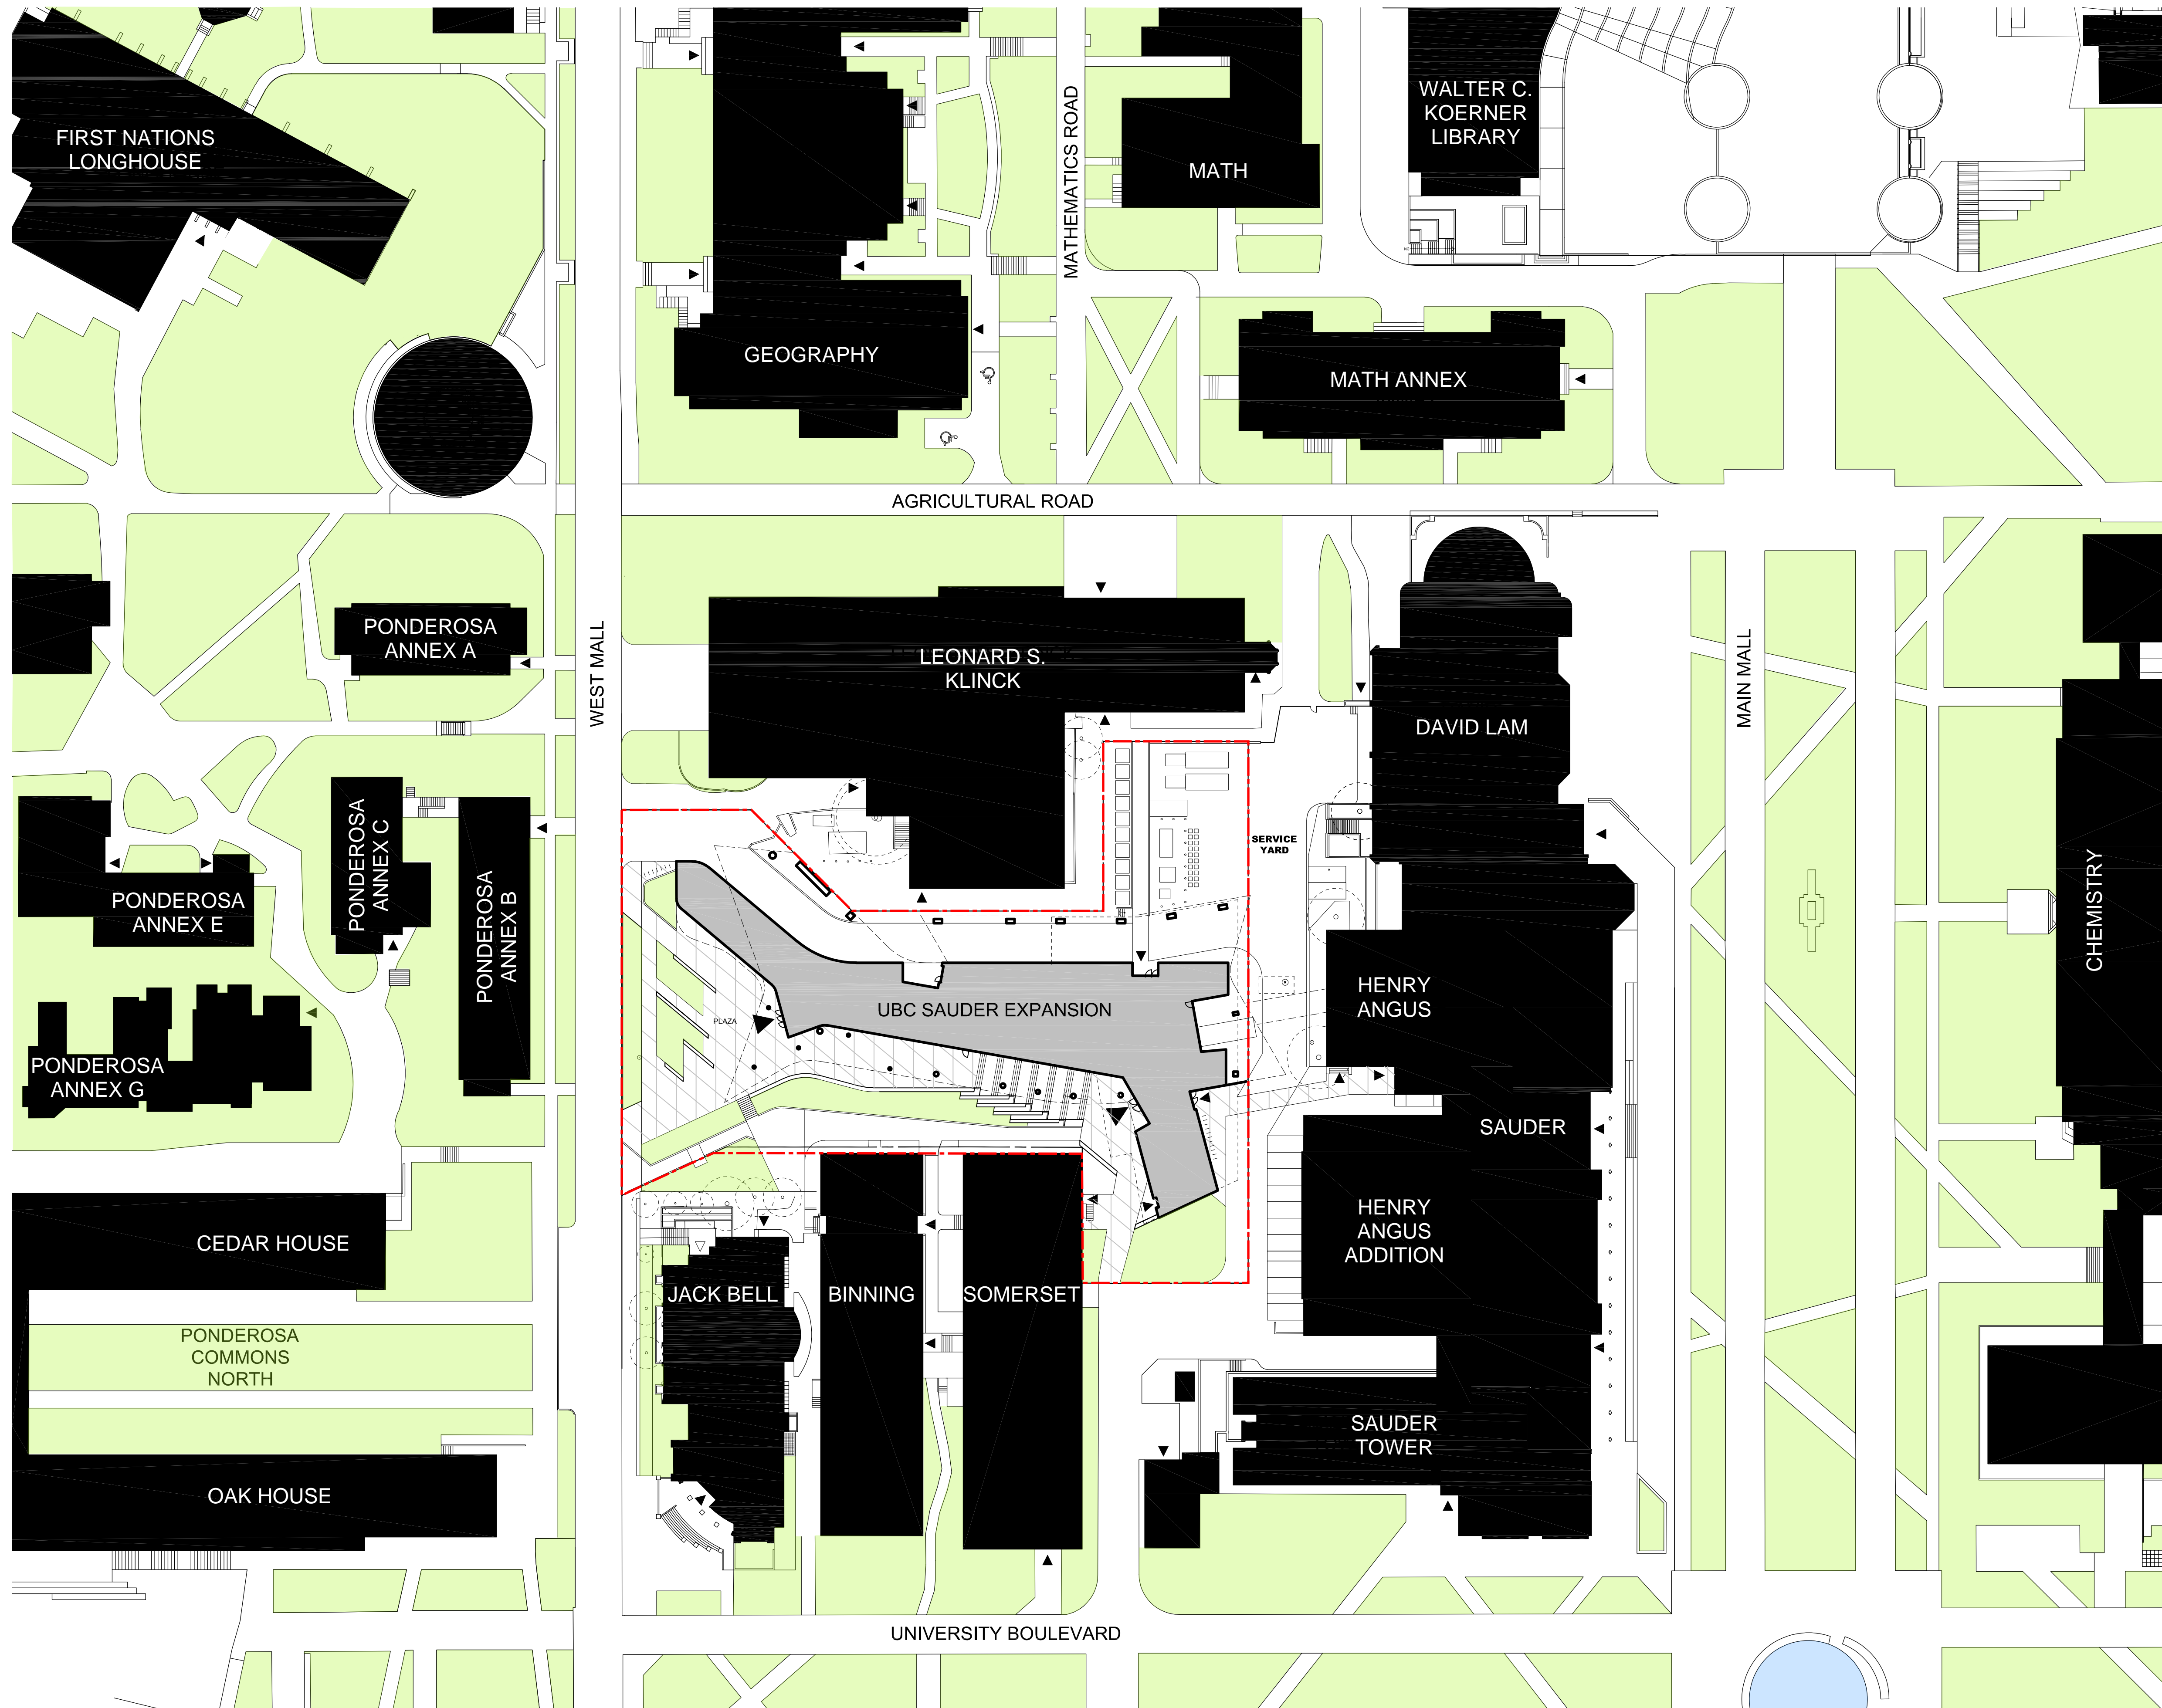 FIRST NATIONS
LONGHOUSE
MATHEMATICS ROAD
MATH
WALTER C.
KOERNER
LIBRARY
GEOGRAPHY
MATH ANNEX
AGRICULTURAL ROAD
PONDEROSA
ANNEX A
WEST MALL
LEONARD S.
KLINCK
DAVID LAM
MAIN MALL
SERVICE
YARD
PONDEROSA
ANNEX C
PONDEROSA
ANNEX B
PONDEROSA
ANNEX E
CHEMISTRY
HENRY
ANGUS
UBC SAUDER EXPANSION
PLAZA
PONDEROSA
ANNEX G
SAUDER
HENRY
ANGUS
ADDITION
CEDAR HOUSE
JACK BELL
BINNING
SOMERSET
PONDEROSA
COMMONS
NORTH
SAUDER
TOWER
OAK HOUSE
UNIVERSITY BOULEVARD